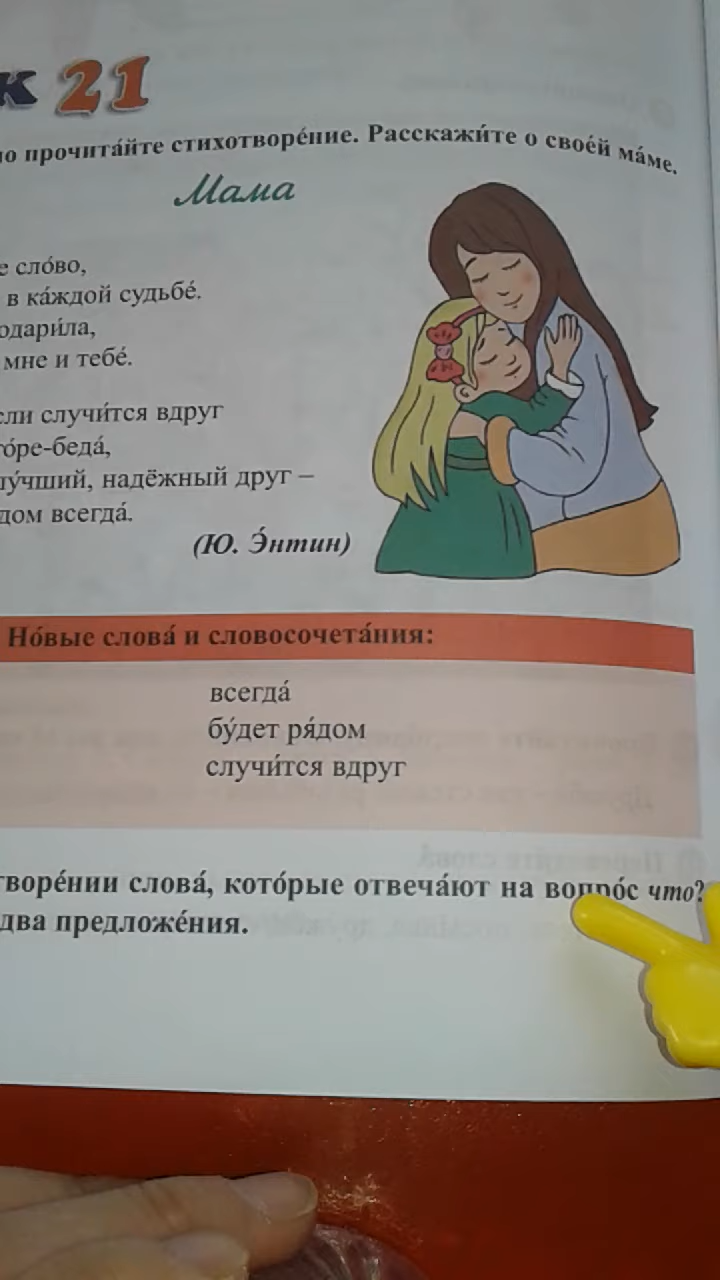 к 21
прочита́йте стихотворе́ние. Расскажи́те о свое́й ма́ме.
Мама
сло́во,
в ка́ждой судьбе́.
одари́ла,
мне и тебе́.
сли случи́тся вдруг
го́ре-беда́,
лу́чший, надёжный друг –
дом всегда́.
(Ю. Э́нтин)
Но́вые слова́ и словосочета́ния:
всегда́
бу́дет ря́дом
случи́тся вдруг
творе́нии слова́, кото́рые отвеча́ют на вопро́с что?
два предложе́ния.